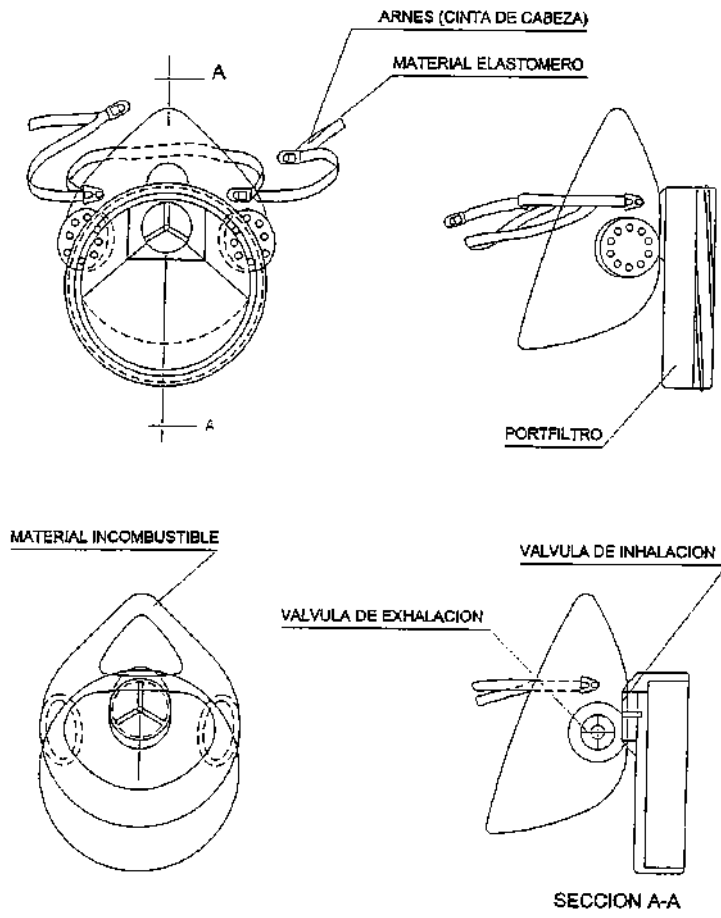 ARNES (CINTA DE CABEZA)
A
MATERIAL ELASTOMERO
A
PORTFILTRO
MATERIAL INCOMBUSTIBLE
VALVULA DE INHALACION
VALVULA DE EXHALACION
SECCION A-A